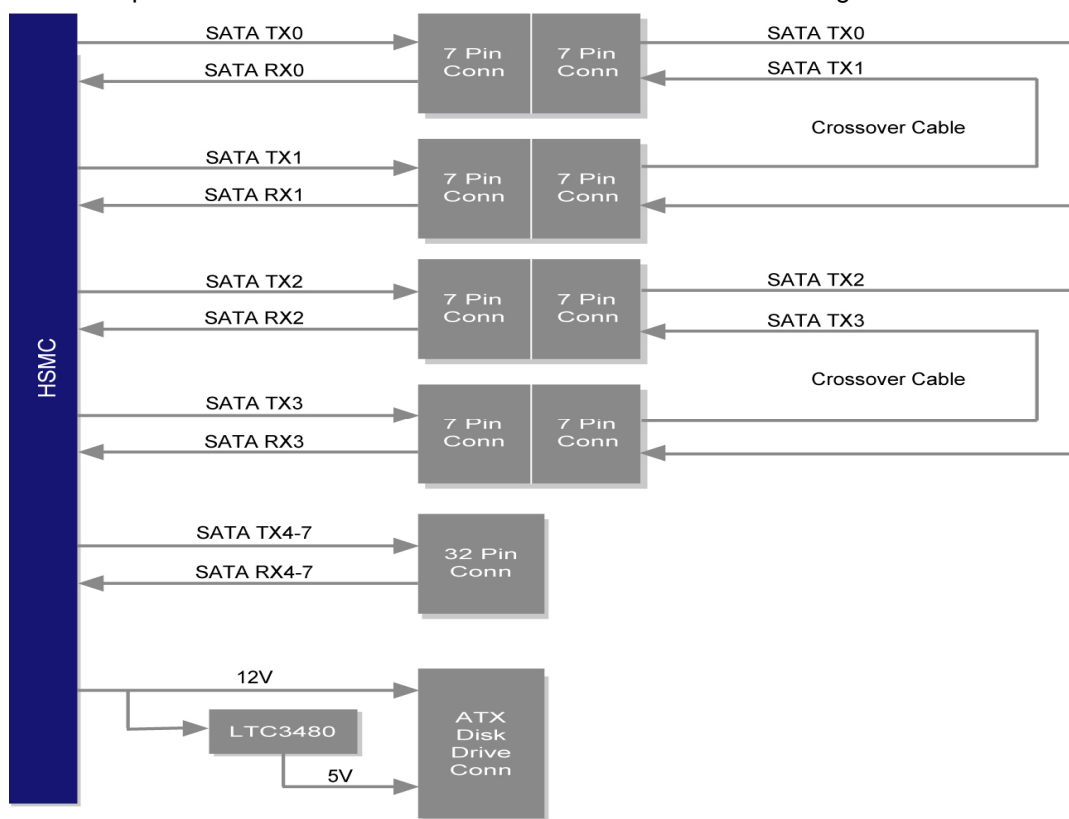 SATA TX0
SATA RX0
7 Pin
Conn
7 Pin
Conn
SATA TX0
SATA TX1
Crossover Cable
SATA TX1
SATA RX1
7 Pin
Conn
7 Pin
Conn
SATA TX2
SATA RX2
7 Pin
Conn
7 Pin
Conn
SATA TX2
SATA TX3
Crossover Cable
HSMC
SATA TX3
SATA RX3
7 Pin
Conn
7 Pin
Conn
SATA TX4-7
SATA RX4-7
32 Pin
Conn
12V
LTC3480
5V
ATX
Disk
Drive
Conn